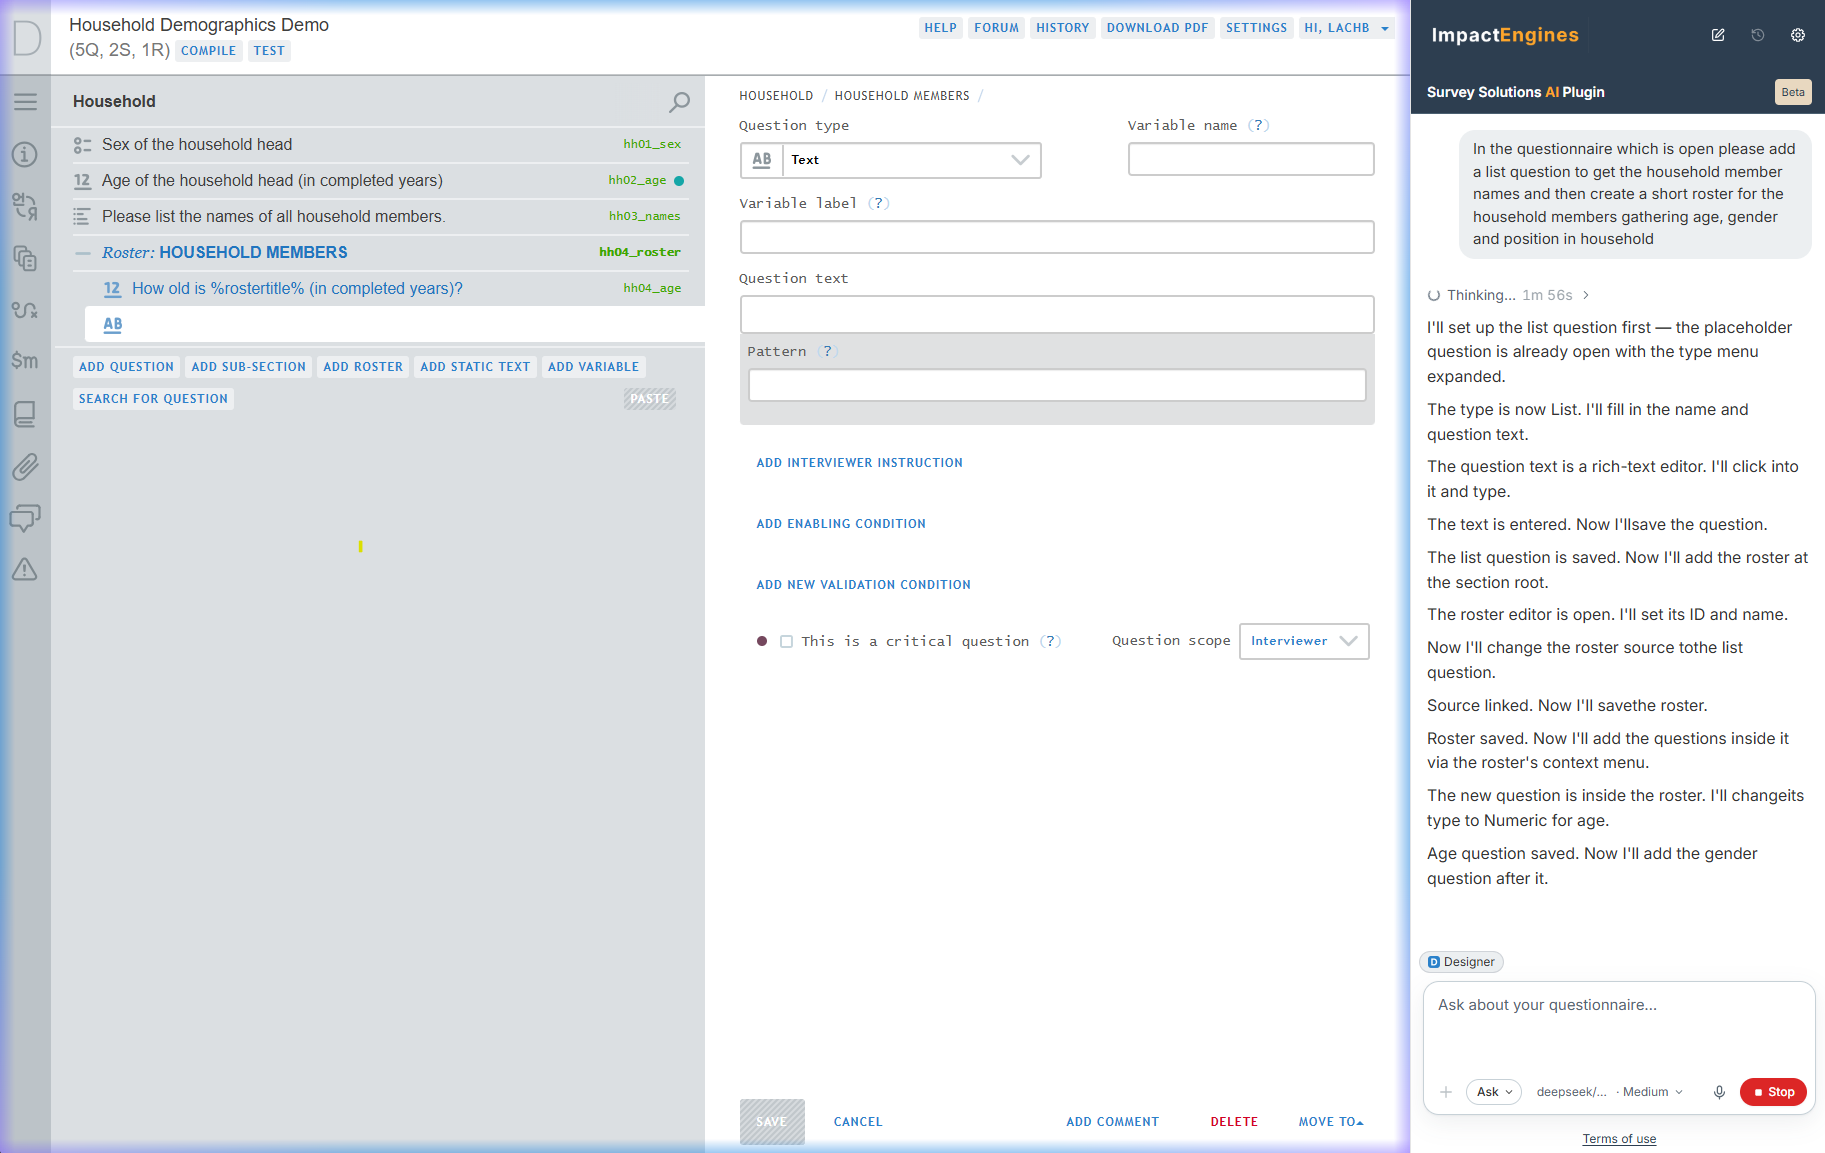 D
Household Demographics Demo
(5Q, 2S, 1R) COMPILE TEST
HELP FORUM HISTORY DOWNLOAD PDF SETTINGS HI, LACHB
Household
Sex of the household head hh01_sex
12 Age of the household head (in completed years) hh02_age
Please list the names of all household members. hh03_names
Roster: HOUSEHOLD MEMBERS hh04_roster
12 How old is %rostertitle% (in completed years)? hh04_age
AB
ADD QUESTION ADD SUB-SECTION ADD ROSTER ADD STATIC TEXT ADD VARIABLE
SEARCH FOR QUESTION PASTE
$m
HOUSEHOLD / HOUSEHOLD MEMBERS /
Question type Variable name (?)
AB Text
Variable label (?)
Question text
Pattern (?)
ADD INTERVIEWER INSTRUCTION
ADD ENABLING CONDITION
ADD NEW VALIDATION CONDITION
This is a critical question (?) Question scope Interviewer
SAVE CANCEL ADD COMMENT DELETE MOVE TO
ImpactEngines
Survey Solutions AI Plugin Beta
In the questionnaire which is open please add
a list question to get the household member
names and then create a short roster for the
household members gathering age, gender
and position in household
Thinking... 1m 56s >
I'll set up the list question first — the placeholder
question is already open with the type menu
expanded.
The type is now List. I'll fill in the name and
question text.
The question text is a rich-text editor. I'll click into
it and type.
The text is entered. Now I'llsave the question.
The list question is saved. Now I'll add the roster at
the section root.
The roster editor is open. I'll set its ID and name.
Now I'll change the roster source tothe list
question.
Source linked. Now I'll savethe roster.
Roster saved. Now I'll add the questions inside it
via the roster's context menu.
The new question is inside the roster. I'll changeits
type to Numeric for age.
Age question saved. Now I'll add the gender
question after it.
D Designer
Ask about your questionnaire...
+ Ask deepseek/... · Medium Stop
Terms of use